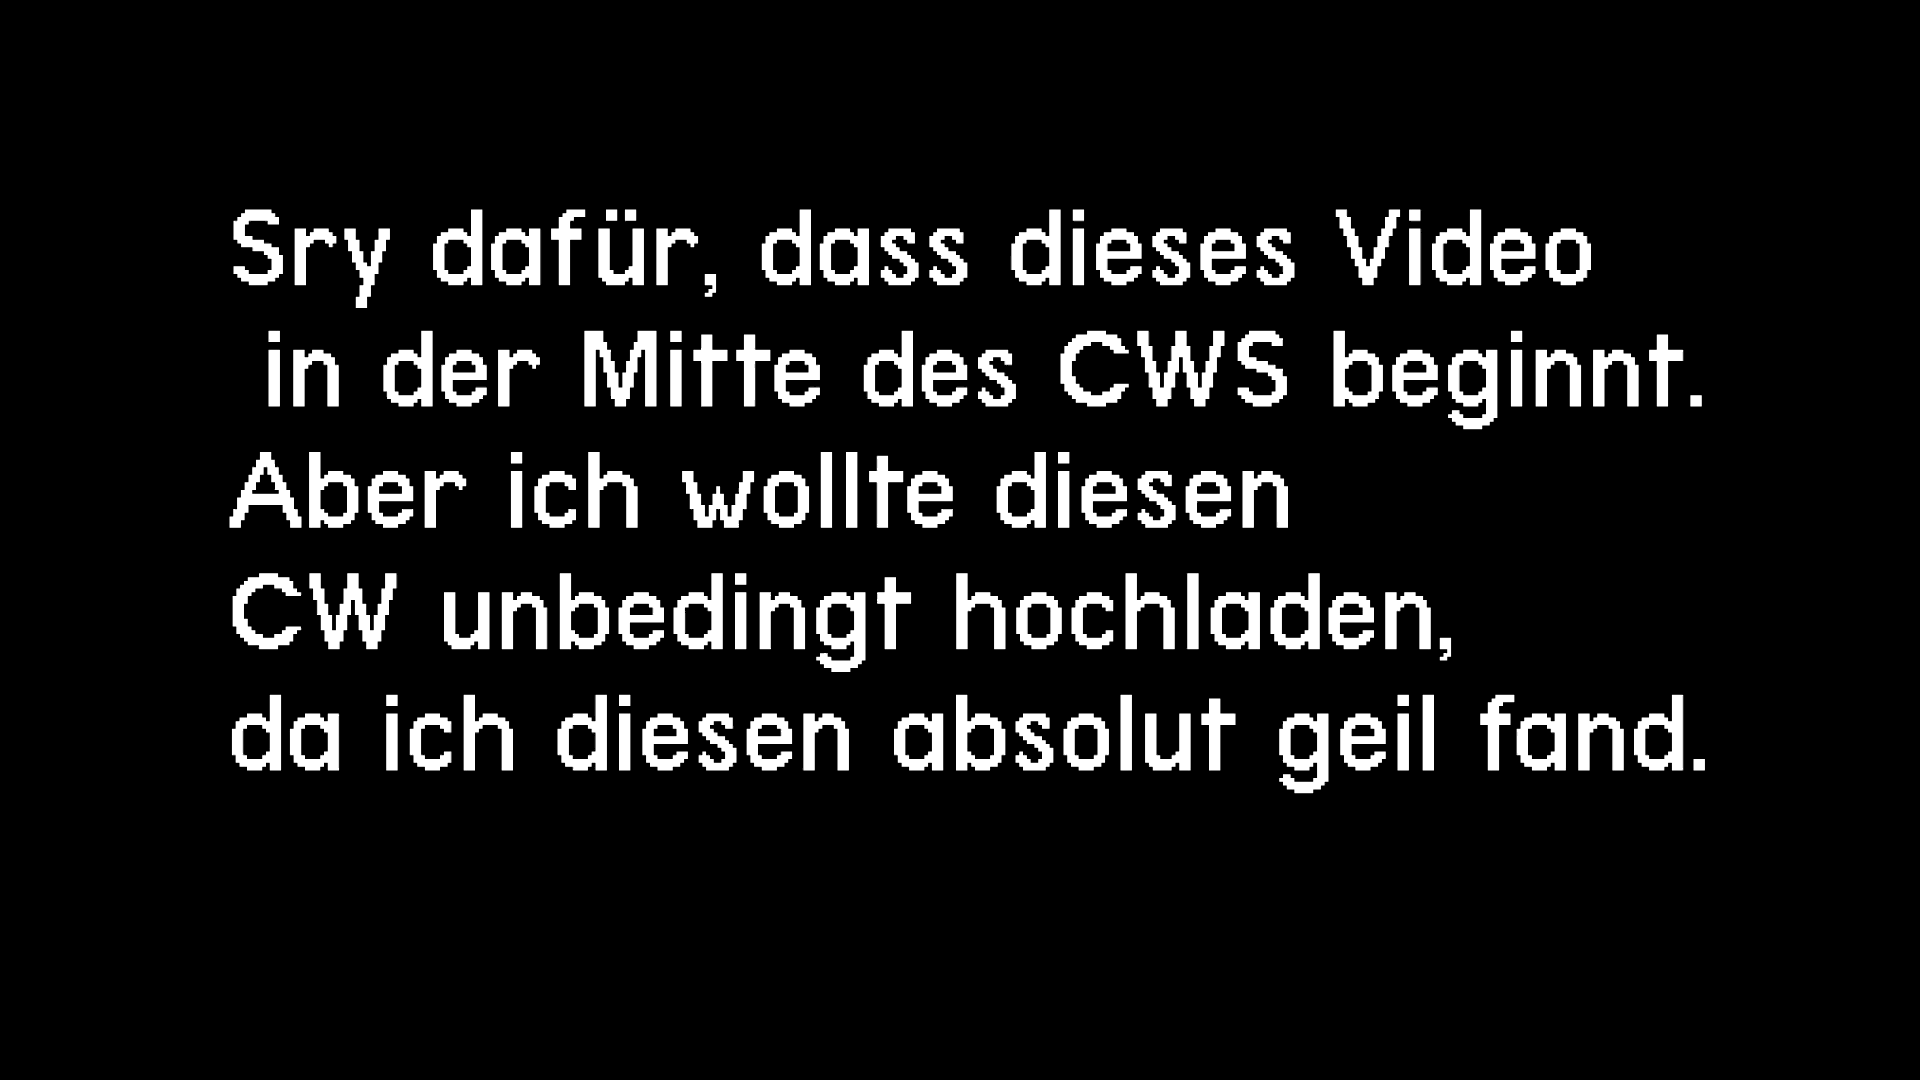 Sry dafür, dass dieses Video
in der Mitte des CWS beginnt.
Aber ich wollte diesen
CW unbedingt hochladen,
da ich diesen absolut geil fand.